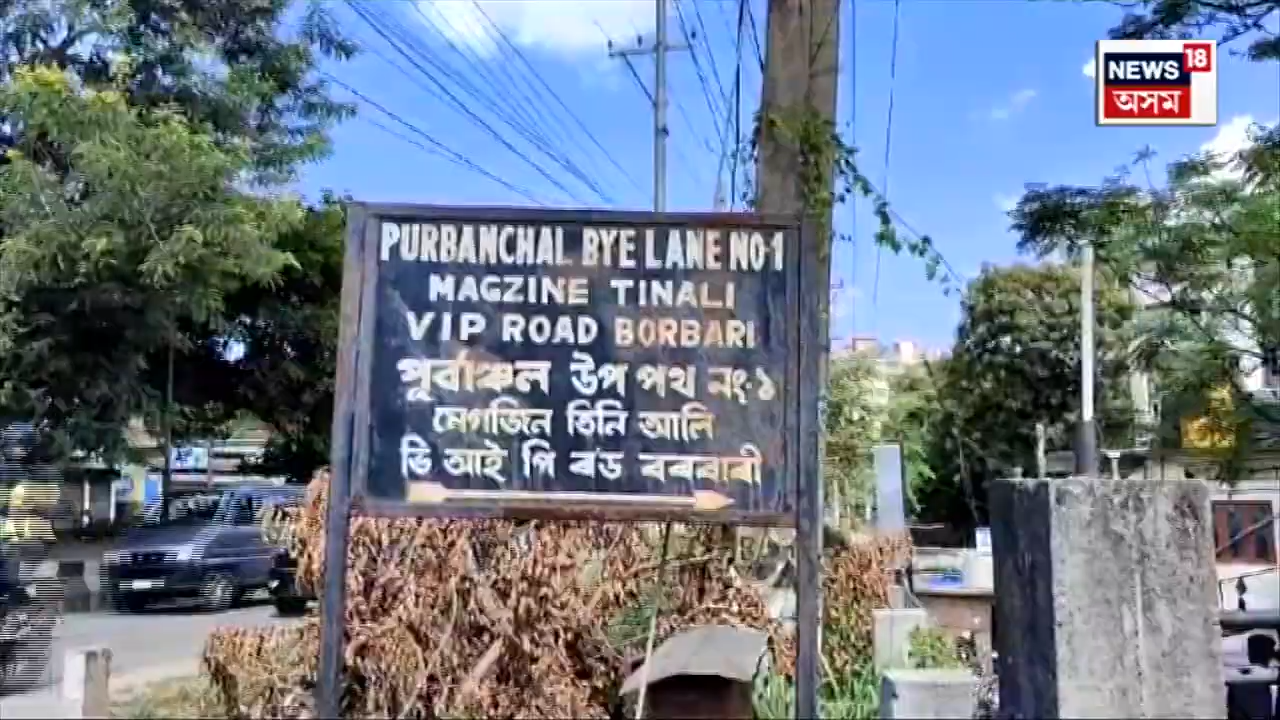 NEWS 18
অসম
PURBANCHAL BYE LANE NO-1
MAGZINE TINALI
VIP ROAD BORBARI
পূৰ্বাঞ্চল উপ পথ নং-১
মেগজিন তিনি আলি
ভি আই পি ৰ'ড বৰবাৰী